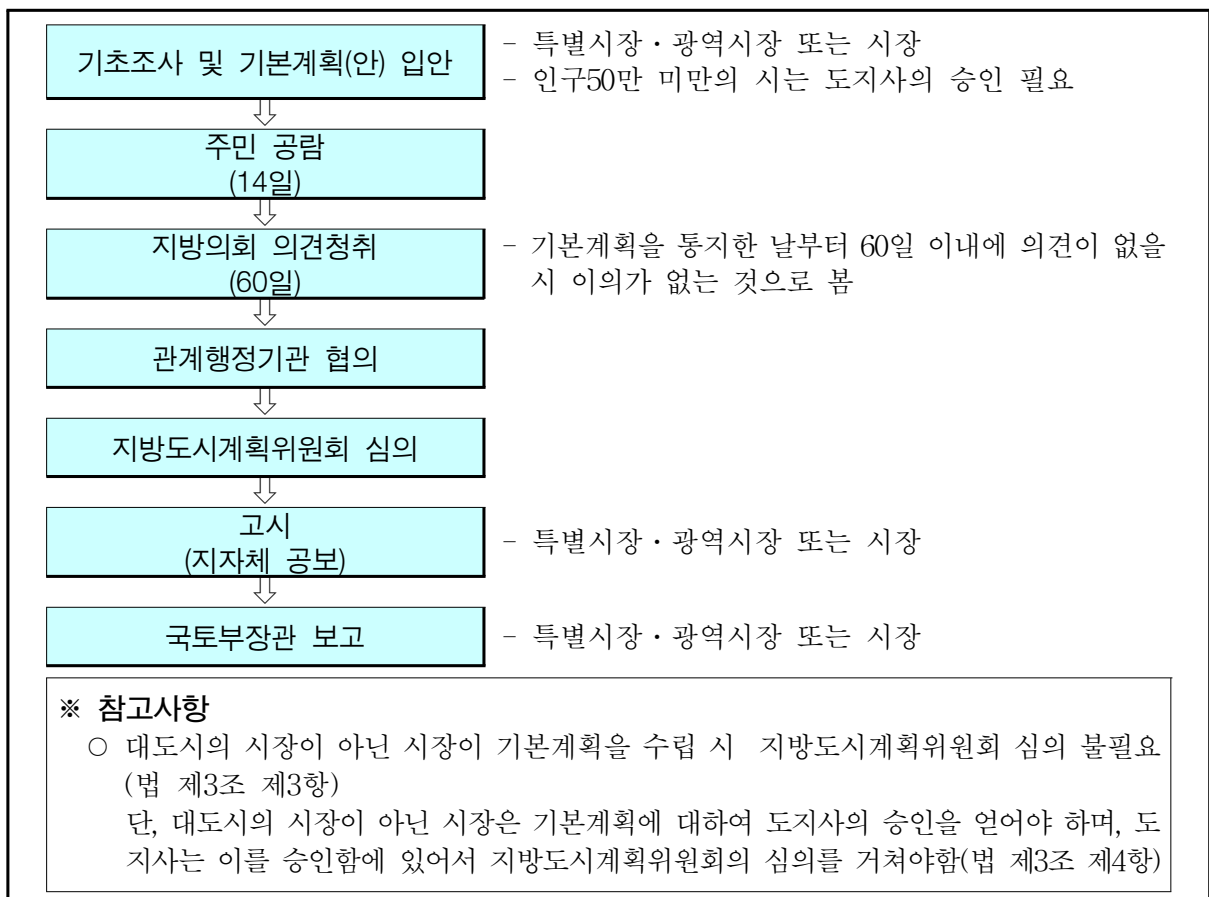 기초조사 및 기본계획(안) 입안
- 특별시장・광역시장 또는 시장
- 인구50만 미만의 시는 도지사의 승인 필요
주민 공람
(14일)
지방의회 의견청취
(60일)
- 기본계획을 통지한 날부터 60일 이내에 의견이 없을
시 이의가 없는 것으로 봄
관계행정기관 협의
지방도시계획위원회 심의
고시
(지자체 공보)
- 특별시장・광역시장 또는 시장
국토부장관 보고
- 특별시장・광역시장 또는 시장
※ 참고사항
○ 대도시의 시장이 아닌 시장이 기본계획을 수립 시 지방도시계획위원회 심의 불필요
(법 제3조 제3항)
단, 대도시의 시장이 아닌 시장은 기본계획에 대하여 도지사의 승인을 얻어야 하며, 도
지사는 이를 승인함에 있어서 지방도시계획위원회의 심의를 거쳐야함(법 제3조 제4항)